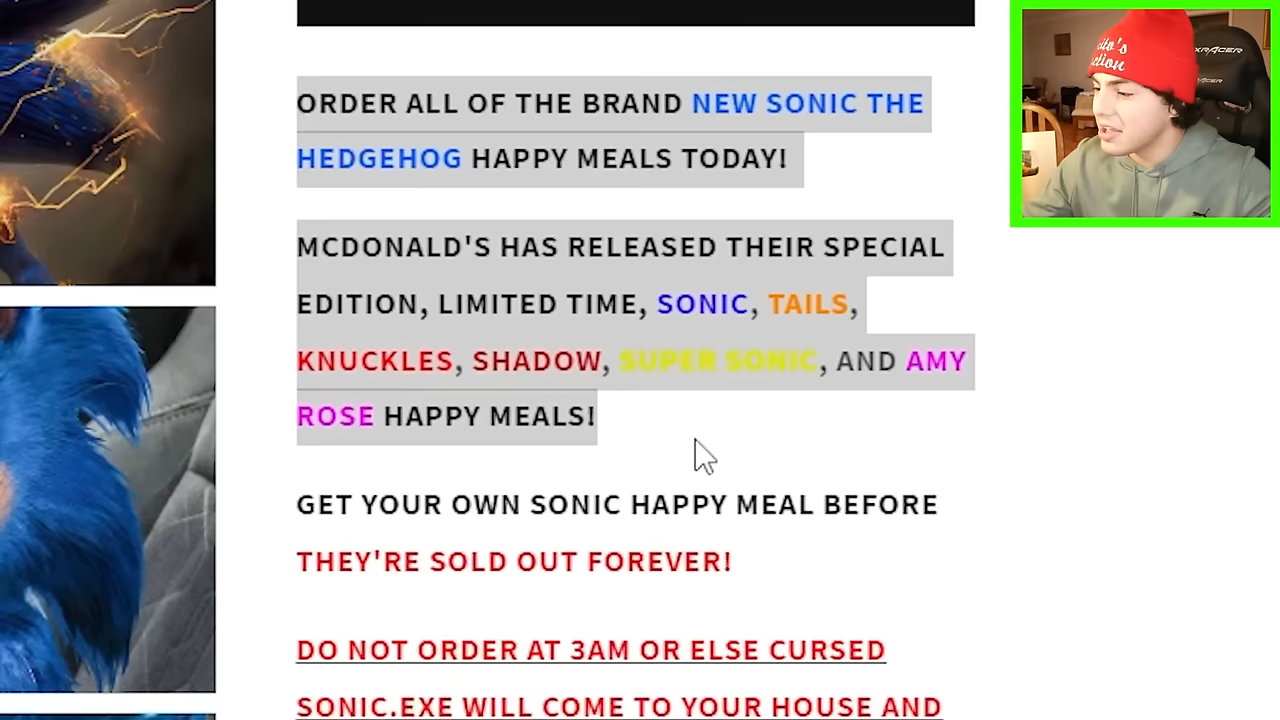 ORDER ALL OF THE BRAND NEW SONIC THE
HEDGEHOG HAPPY MEALS TODAY!
MCDONALD'S HAS RELEASED THEIR SPECIAL
EDITION, LIMITED TIME, SONIC, TAILS,
KNUCKLES, SHADOW, SUPER SONIC, AND AMY
ROSE HAPPY MEALS!
GET YOUR OWN SONIC HAPPY MEAL BEFORE
THEY'RE SOLD OUT FOREVER!
DO NOT ORDER AT 3AM OR ELSE CURSED
SONIC.EXE WILL COME TO YOUR HOUSE AND